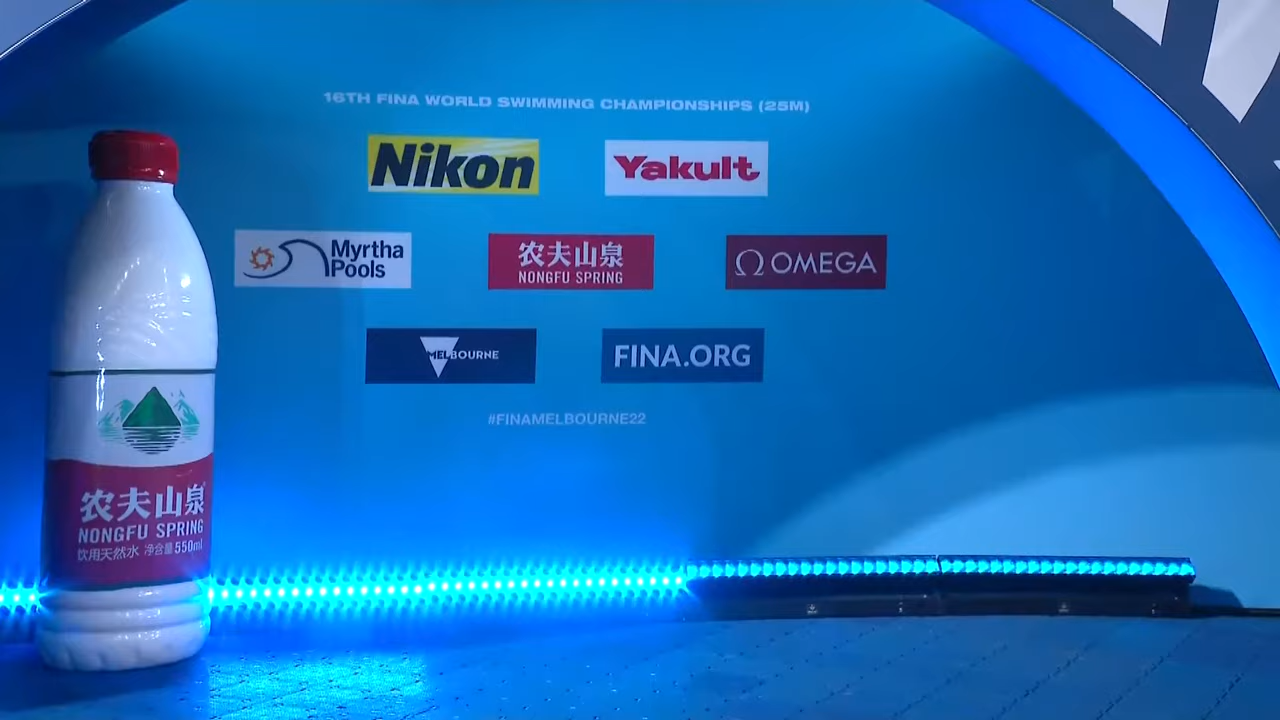 16TH FINA WORLD SWIMMING CHAMPIONSHIPS (25M)
Nikon
Yakult
Myrtha
Pools
农夫山泉
NONGFU SPRING
OMEGA
MELBOURNE
FINA.ORG
#FINAMELBOURNE22
农夫山泉
NONGFU SPRING
饮用天然水 净含量550ml